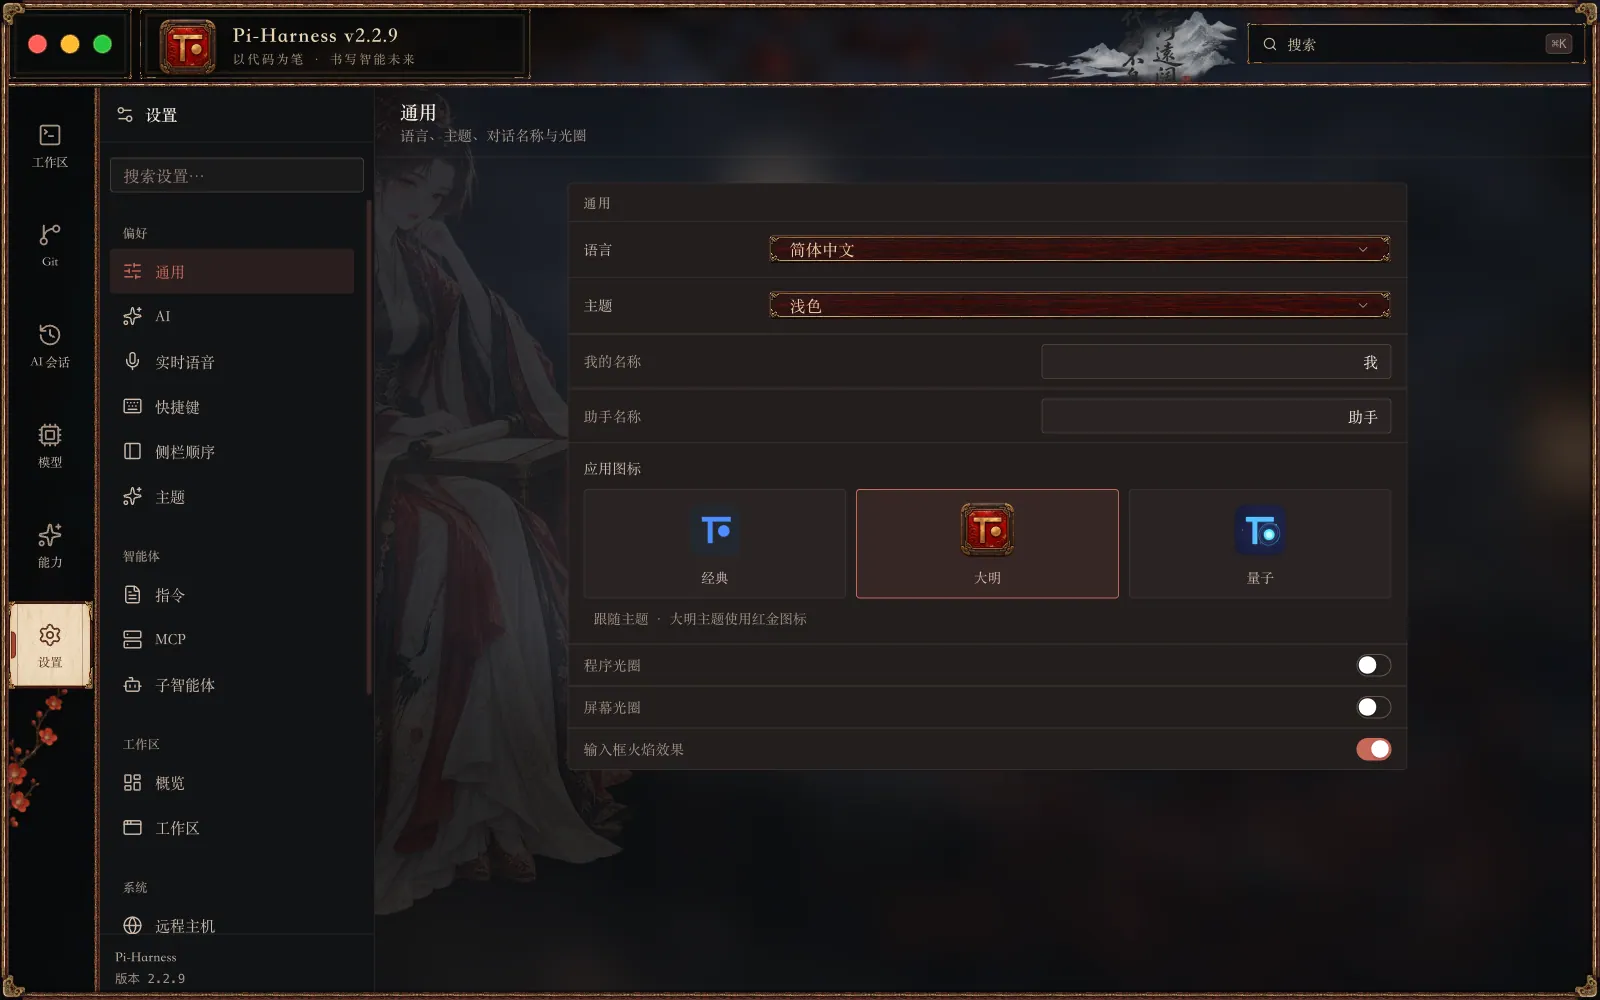 Pi-Harness v2.2.9
以代码为笔 · 书写智能未来
搜索
⌘K
工作区
Git
AI 会话
模型
能力
设置
设置
搜索设置…
偏好
通用
AI
实时语音
快捷键
侧栏顺序
主题
智能体
指令
MCP
子智能体
工作区
概览
工作区
系统
远程主机
Pi-Harness
版本 2.2.9
通用
语言、主题、对话名称与光圈
通用
语言
简体中文
主题
浅色
我的名称
我
助手名称
助手
应用图标
经典
大明
量子
跟随主题 · 大明主题使用红金图标
程序光圈
屏幕光圈
输入框火焰效果